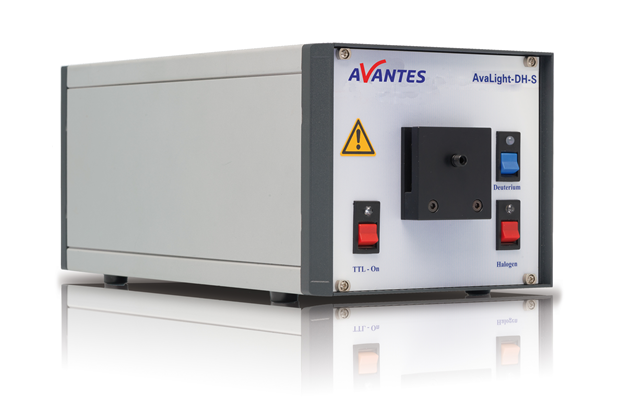 AVANTES
AvaLight-DH-S
Deuterium
TTL - On
Halogen